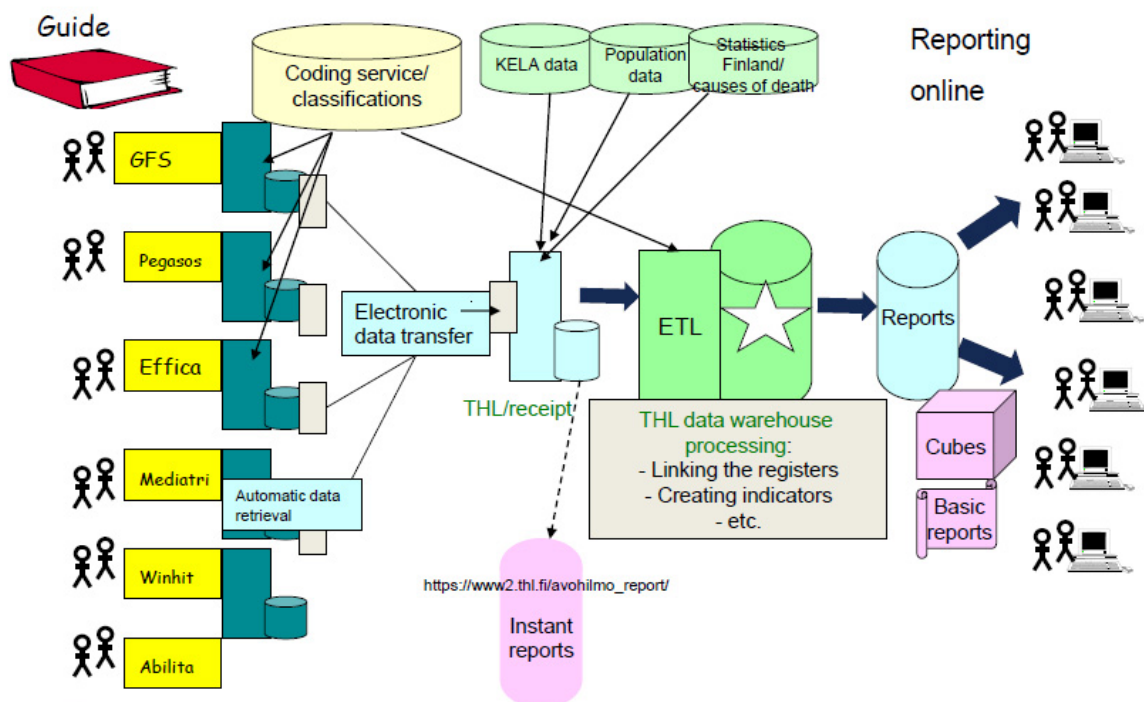 Guide
Coding service/
classifications
KELA data
Population
data
Statistics
Finland/
causes of death
Reporting
online
GFS
Pegasos
Effica
Mediatri
Winhit
Abilita
Automatic data
retrieval
Electronic
data transfer
THL/receipt
ETL
Reports
THL data warehouse
processing:
- Linking the registers
- Creating indicators
- etc.
Cubes
Basic
reports
https://www2.thl.fi/avohilmo_report/
Instant
reports